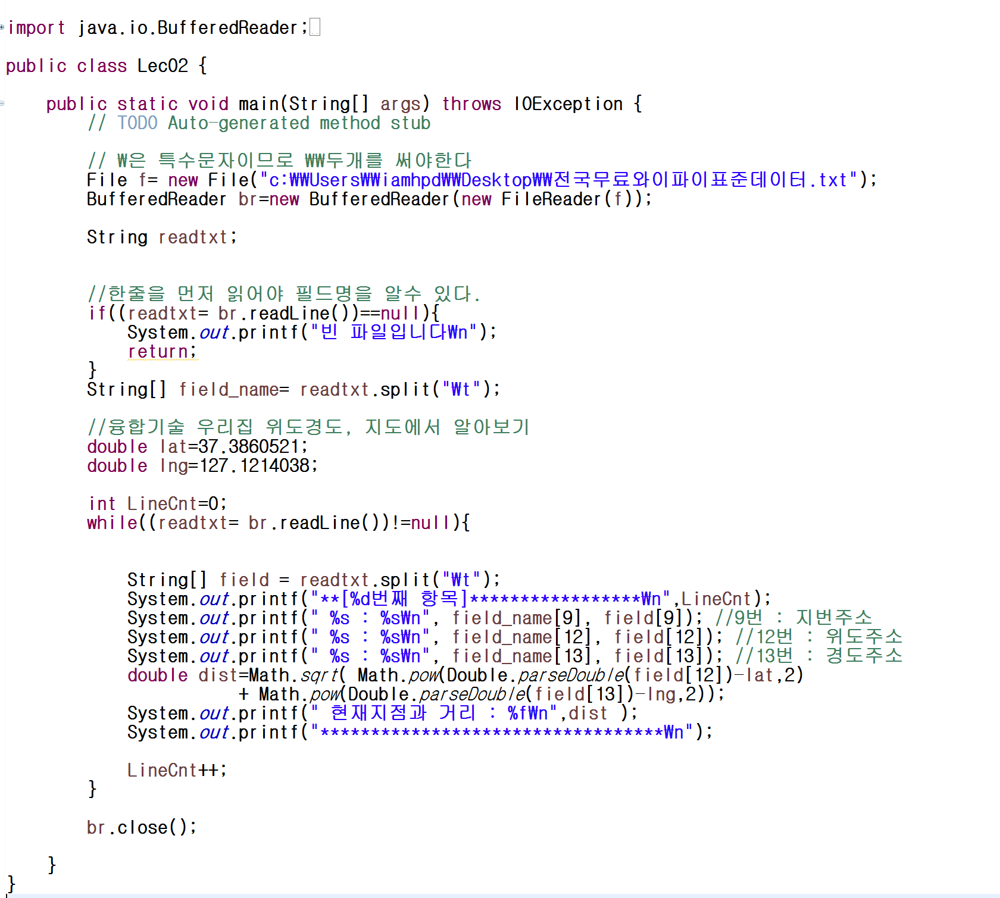 import java.io.BufferedReader;
public class Lec02 {
public static void main(String[] args) throws IOException {
// TODO Auto-generated method stub
// ₩은 특수문자이므로 ₩₩두개를 써야한다
File f= new File("c:₩₩Users₩₩iamhpd₩₩Desktop₩₩전국무료와이파이표준데이터.txt");
BufferedReader br=new BufferedReader(new FileReader(f));
String readtxt;
//한줄을 먼저 읽어야 필드명을 알수 있다.
if((readtxt= br.readLine())==null){
System.out.printf("빈 파일입니다₩n");
return;
}
String[] field_name= readtxt.split("₩t");
//융합기술 우리집 위도경도, 지도에서 알아보기
double lat=37.3860521;
double lng=127.1214038;
int LineCnt=0;
while((readtxt= br.readLine())!=null){
String[] field = readtxt.split("₩t");
System.out.printf("**[%d번째 항목]*****************₩n",LineCnt);
System.out.printf(" %s : %s₩n", field_name[9], field[9]); //9번 : 지번주소
System.out.printf(" %s : %s₩n", field_name[12], field[12]); //12번 : 위도주소
System.out.printf(" %s : %s₩n", field_name[13], field[13]); //13번 : 경도주소
double dist=Math.sqrt( Math.pow(Double.parseDouble(field[12])-lat,2)
+ Math.pow(Double.parseDouble(field[13])-lng,2));
System.out.printf(" 현재지점과 거리 : %f₩n",dist );
System.out.printf("**********************************₩n");
LineCnt++;
}
br.close();
}
}